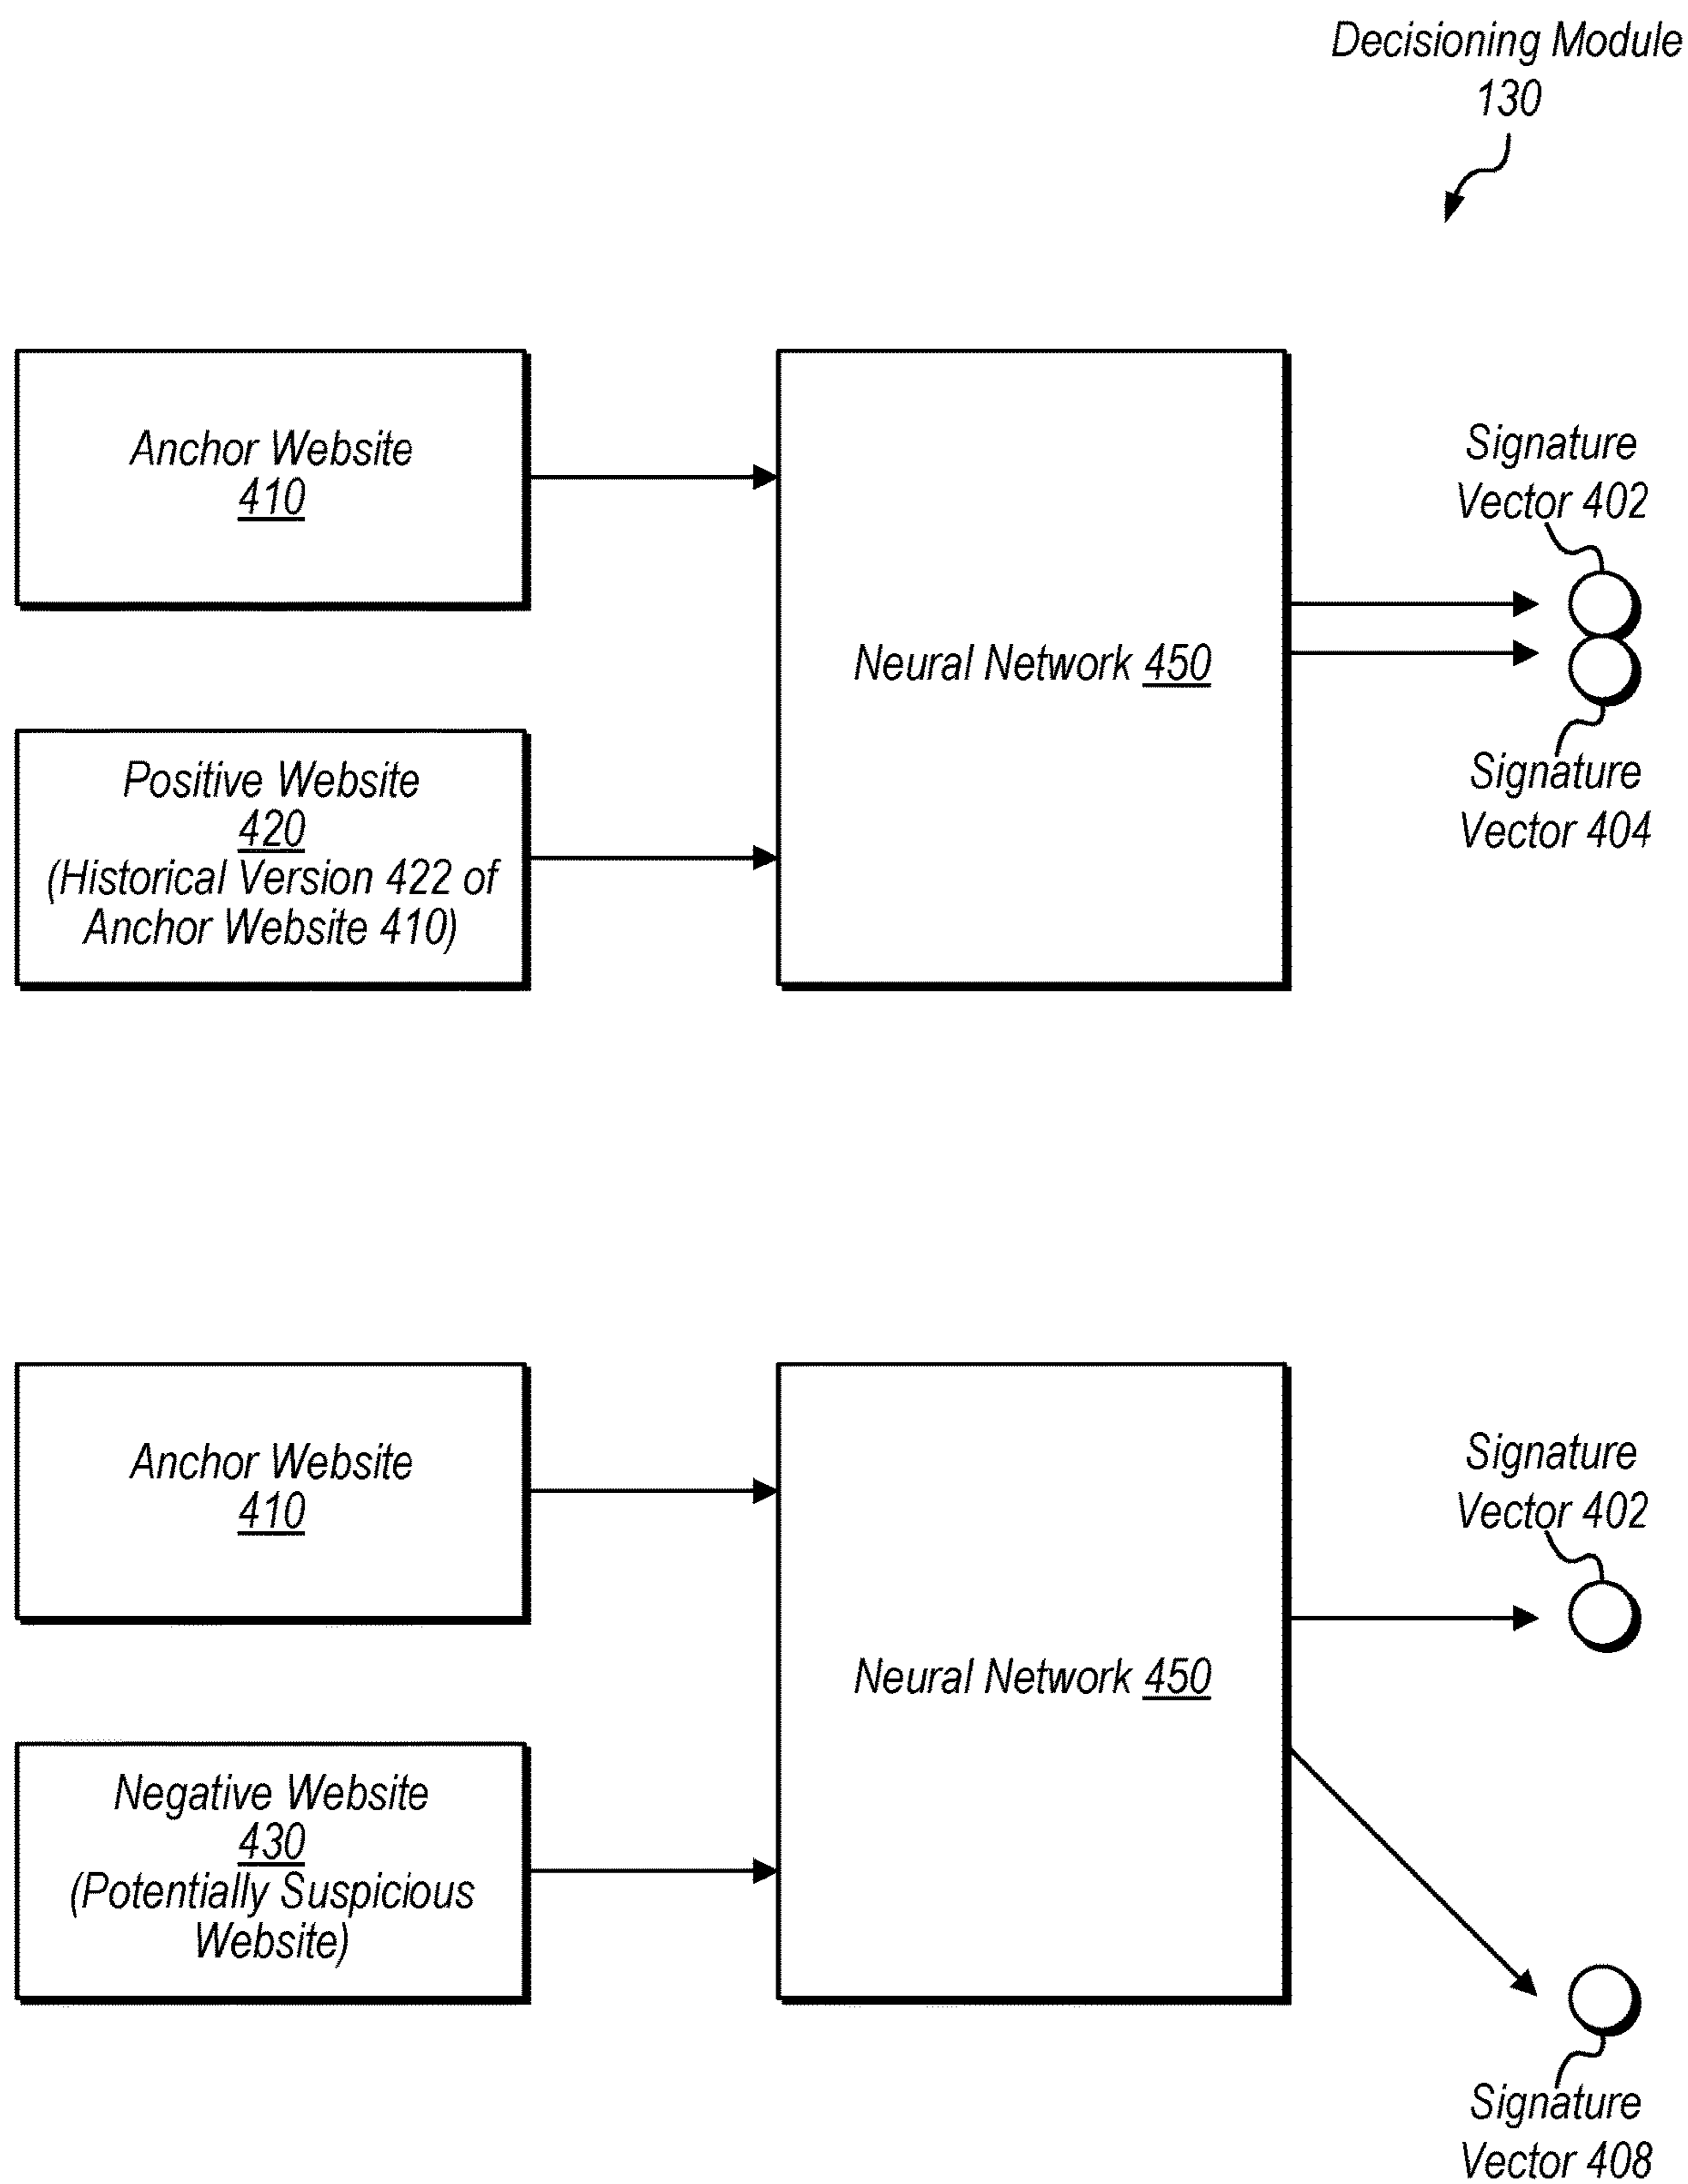 Decisioning Module
130
Anchor Website
410
Positive Website
420
(Historical Version 422 of
Anchor Website 410)
Neural Network 450
Signature
Vector 402
Signature
Vector 404
Anchor Website
410
Negative Website
430
(Potentially Suspicious
Website)
Neural Network 450
Signature
Vector 402
Signature
Vector 408